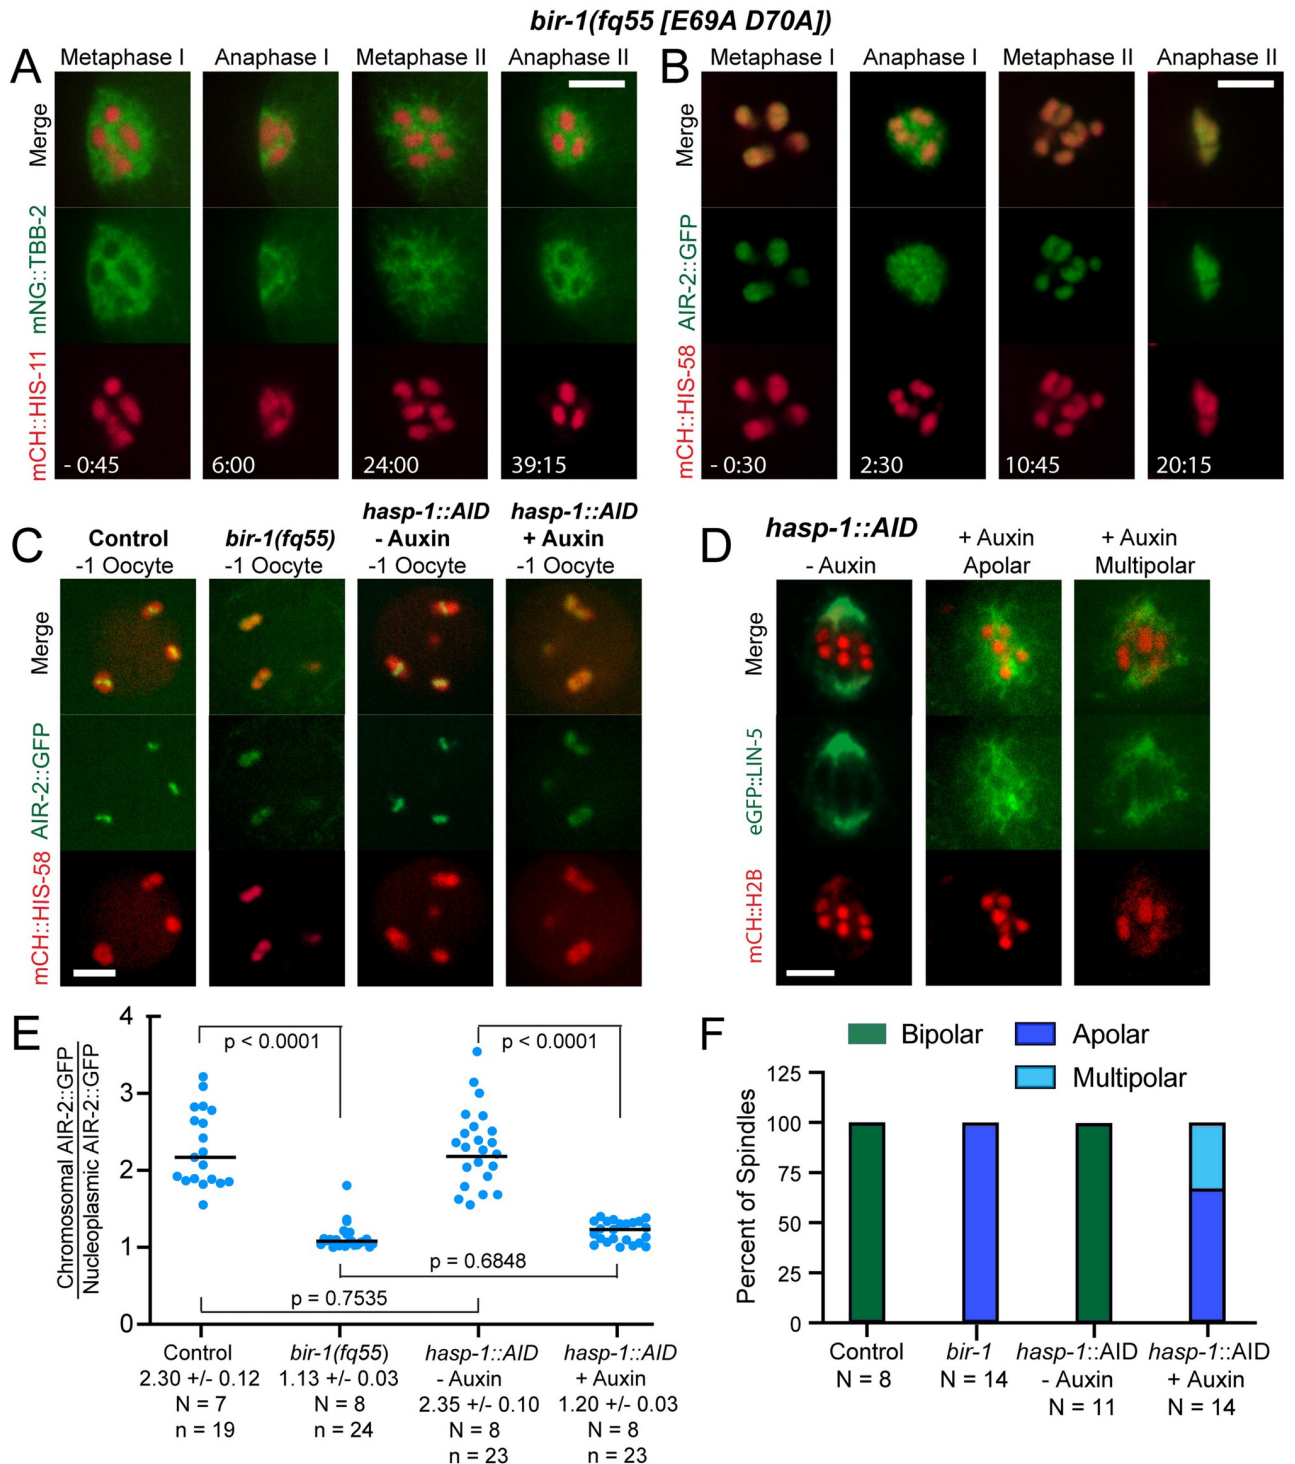 bir-1(fq55 [E69A D70A])
A
Metaphase I
Anaphase I
Metaphase II
Anaphase II
Merge
mNG::TBB-2
mCH::HIS-11
- 0:45
6:00
24:00
39:15
B
Metaphase I
Anaphase I
Metaphase II
Anaphase II
Merge
AIR-2::GFP
mCH::HIS-58
- 0:30
2:30
10:45
20:15
C
Control
-1 Oocyte
bir-1(fq55)
-1 Oocyte
hasp-1::AID
- Auxin
-1 Oocyte
hasp-1::AID
+ Auxin
-1 Oocyte
Merge
AIR-2::GFP
mCH::HIS-58
D
hasp-1::AID
- Auxin
+ Auxin
Apolar
+ Auxin
Multipolar
Merge
eGFP::LIN-5
mCH::H2B
E
Chromosomal AIR-2::GFP
Nucleoplasmic AIR-2::GFP
4
3
2
1
0
p < 0.0001
p < 0.0001
p = 0.6848
p = 0.7535
Control
2.30 +/- 0.12
N = 7
n = 19
bir-1(fq55)
1.13 +/- 0.03
N = 8
n = 24
hasp-1::AID
- Auxin
2.35 +/- 0.10
N = 8
n = 23
hasp-1::AID
+ Auxin
1.20 +/- 0.03
N = 8
n = 23
F
Bipolar
Apolar
Multipolar
Percent of Spindles
125
100
75
50
25
0
Control
N = 8
bir-1
N = 14
hasp-1::AID
- Auxin
N = 11
hasp-1::AID
+ Auxin
N = 14